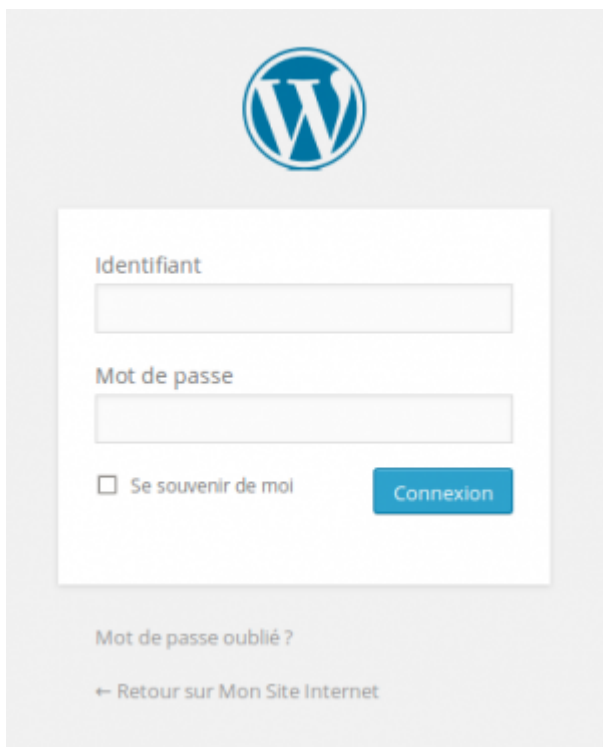 Identifiant
Mot de passe
Se souvenir de moi
Connexion
Mot de passe oublié ?
← Retour sur Mon Site Internet